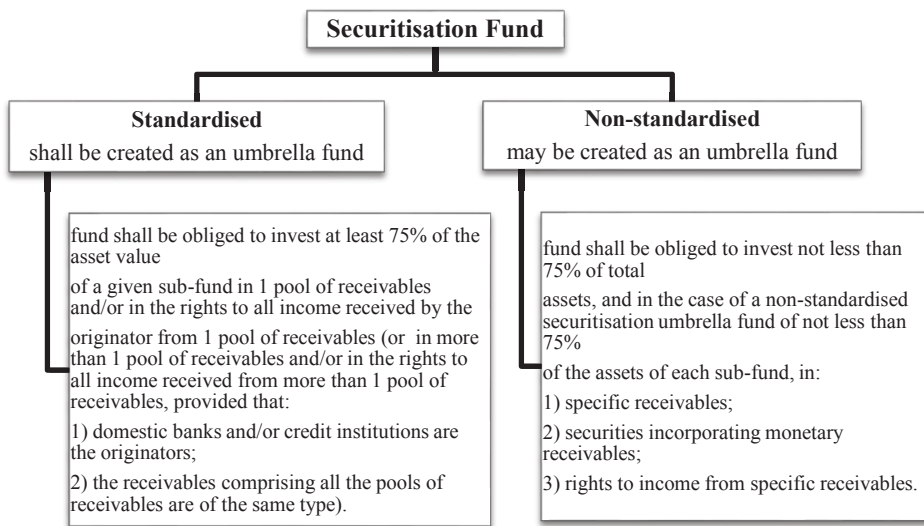 Securitisation Fund
Standardised
shall be created as an umbrella fund
Non-standardised
may be created as an umbrella fund
fund shall be obliged to invest at least 75% of the
asset value
of a given sub-fund in 1 pool of receivables
and/or in the rights to all income received by the
originator from 1 pool of receivables (or in more
than 1 pool of receivables and/or in the rights to
all income received from more than 1 pool of
receivables, provided that:
1) domestic banks and/or credit institutions are
the originators;
2) the receivables comprising all the pools of
receivables are of the same type).
fund shall be obliged to invest not less than
75% of total
assets, and in the case of a non-standardised
securitisation umbrella fund of not less than
75%
of the assets of each sub-fund, in:
1) specific receivables;
2) securities incorporating monetary
receivables;
3) rights to income from specific receivables.